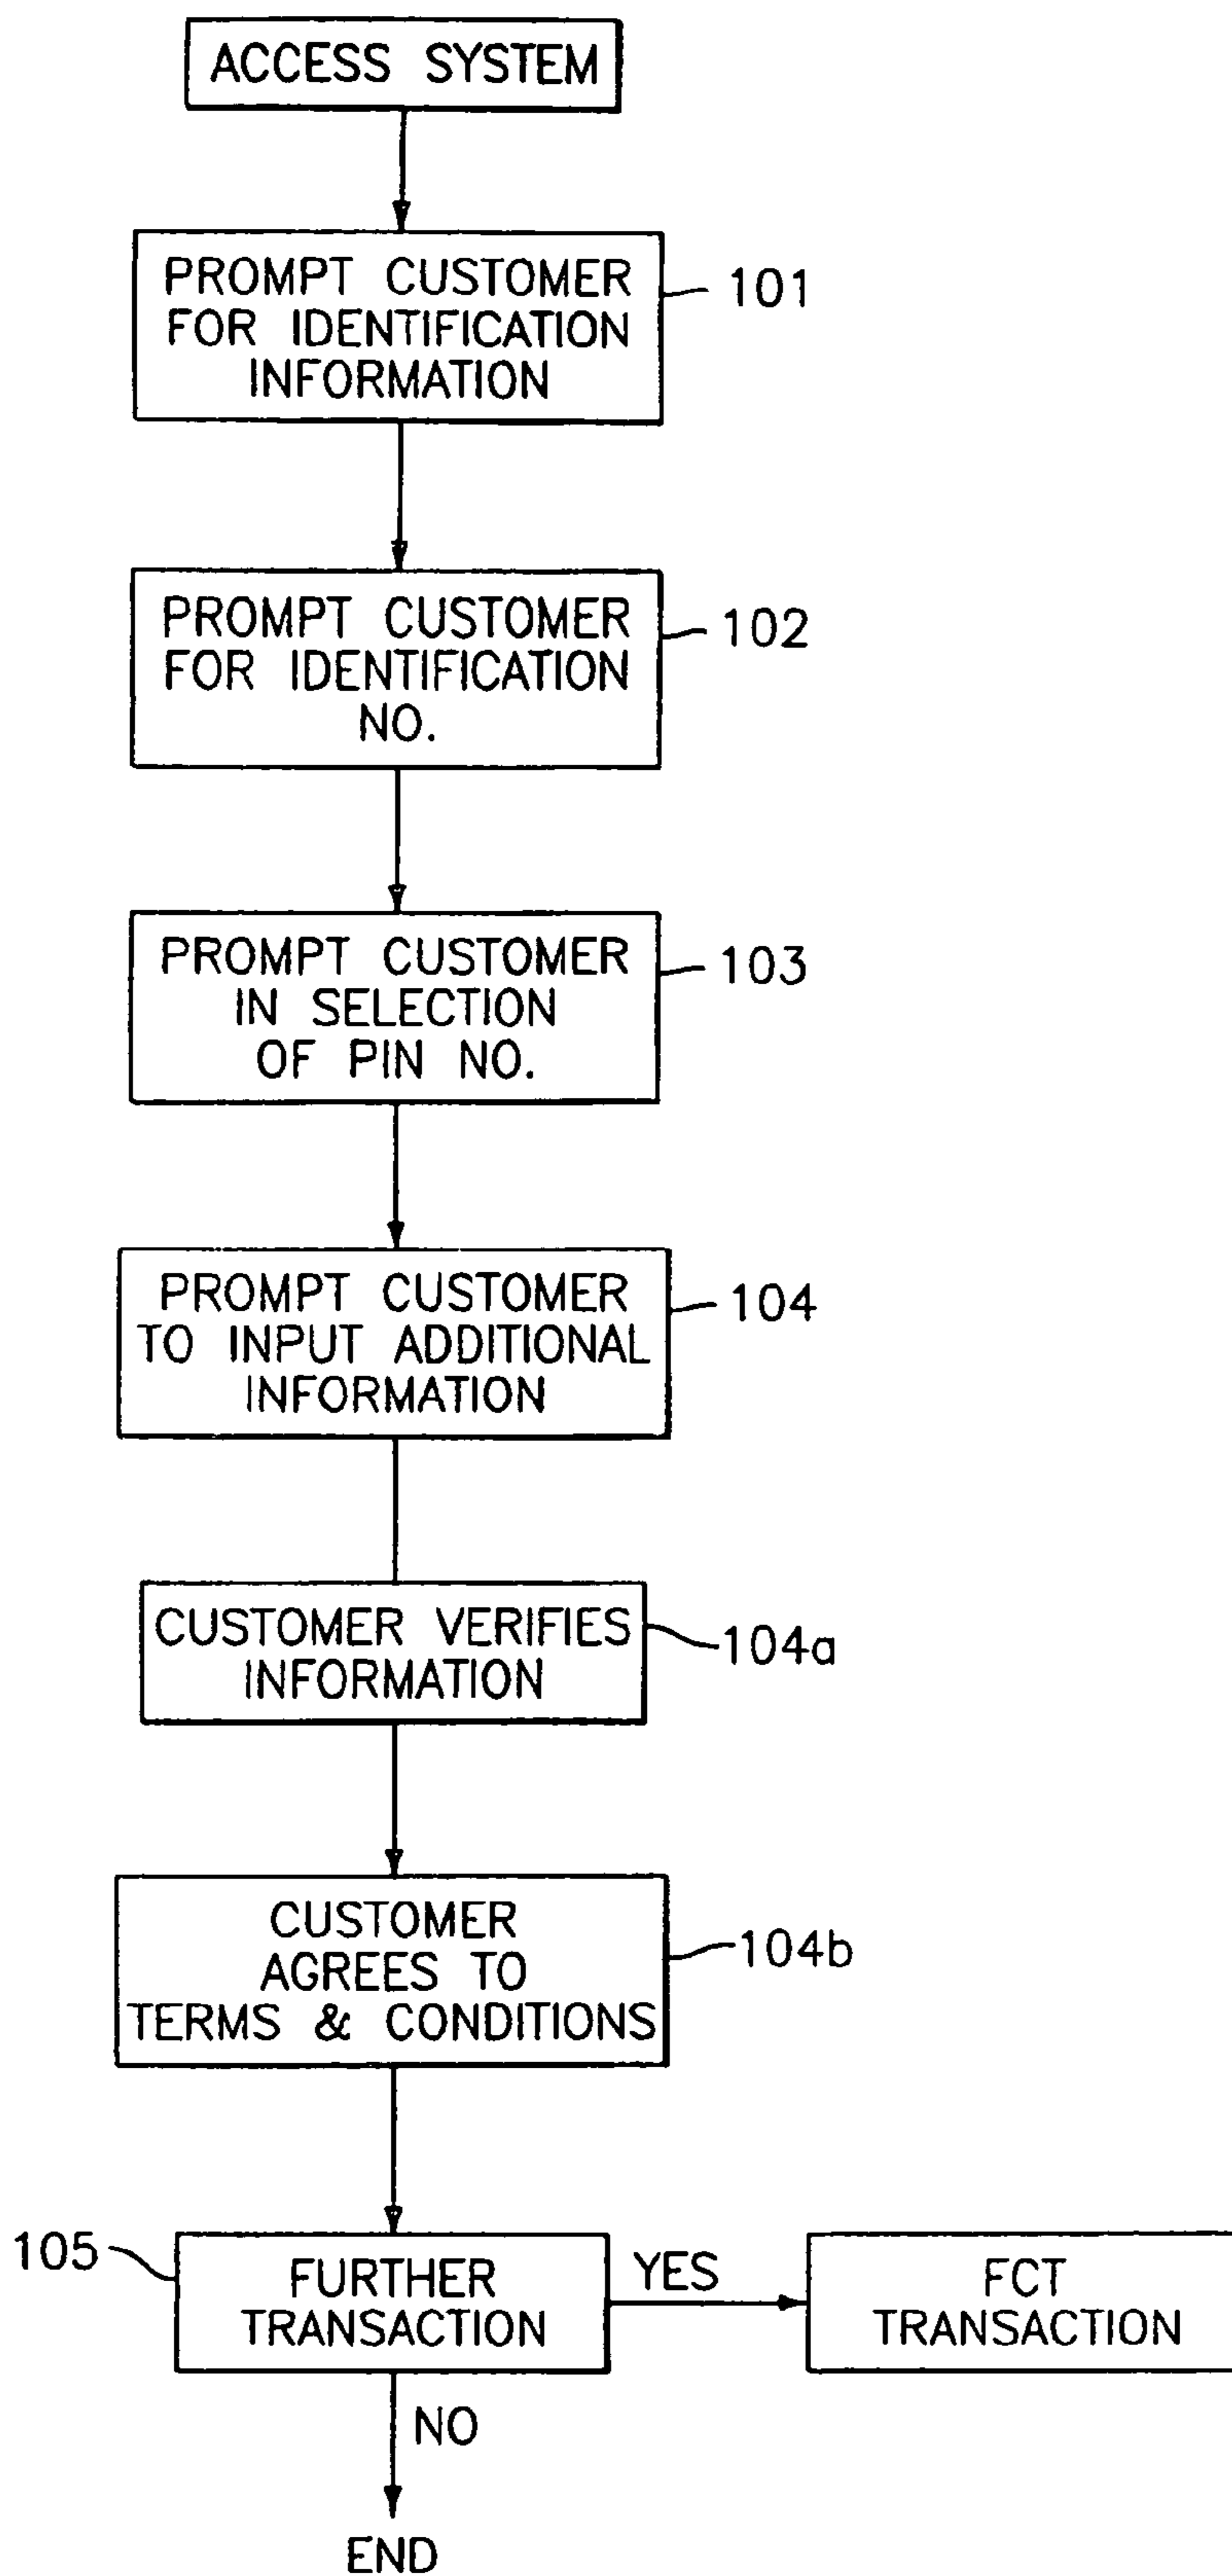 ACCESS SYSTEM
PROMPT CUSTOMER
FOR IDENTIFICATION
INFORMATION
101
PROMPT CUSTOMER
FOR IDENTIFICATION
NO.
102
PROMPT CUSTOMER
IN SELECTION
OF PIN NO.
103
PROMPT CUSTOMER
TO INPUT ADDITIONAL
INFORMATION
104
CUSTOMER VERIFIES
INFORMATION
104a
CUSTOMER
AGREES TO
TERMS & CONDITIONS
104b
105
FURTHER
TRANSACTION
YES
FCT
TRANSACTION
NO
END